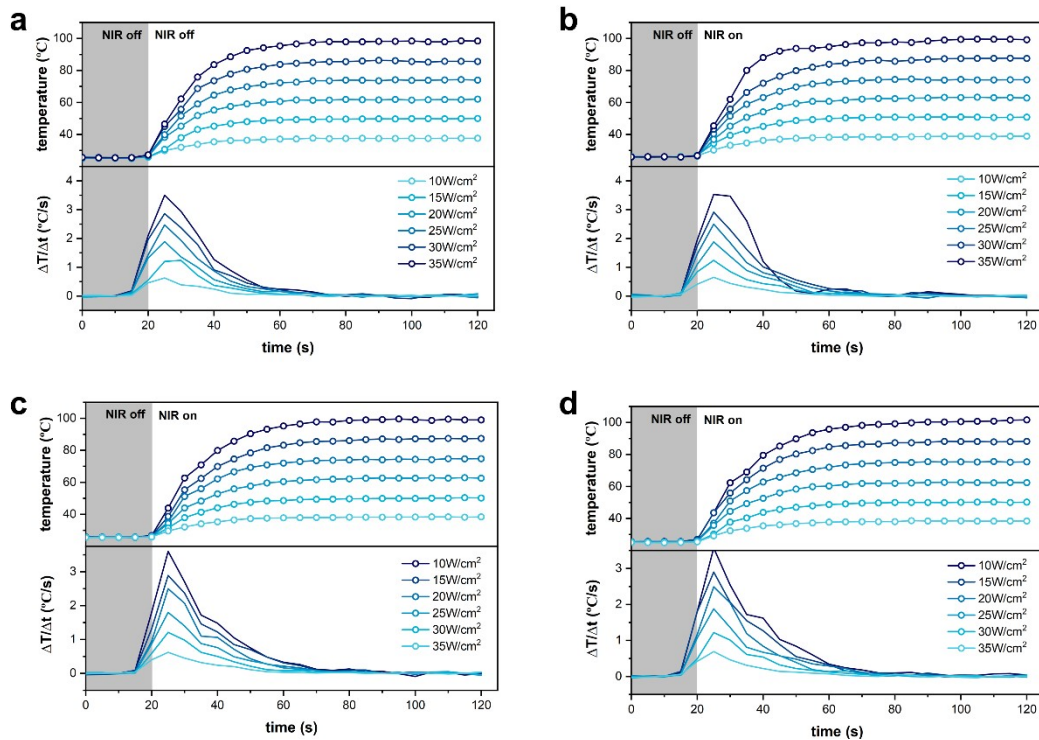 a
NIR off NIR off
temperature (°C)
100
80
60
40
ΔT/Δt (°C/s)
4
3
2
1
0
10W/cm²
15W/cm²
20W/cm²
25W/cm²
30W/cm²
35W/cm²
0 20 40 60 80 100 120
time (s)
b
NIR off NIR on
temperature (°C)
100
80
60
40
ΔT/Δt (°C/s)
4
3
2
1
0
10W/cm²
15W/cm²
20W/cm²
25W/cm²
30W/cm²
35W/cm²
0 20 40 60 80 100 120
time (s)
c
NIR off NIR on
temperature (°C)
100
80
60
40
ΔT/Δt (°C/s)
3
2
1
0
10W/cm²
15W/cm²
20W/cm²
25W/cm²
30W/cm²
35W/cm²
0 20 40 60 80 100 120
time (s)
d
NIR off NIR on
temperature (°C)
100
80
60
40
ΔT/Δt (°C/s)
3
2
1
0
10W/cm²
15W/cm²
20W/cm²
25W/cm²
30W/cm²
35W/cm²
0 20 40 60 80 100 120
time (s)